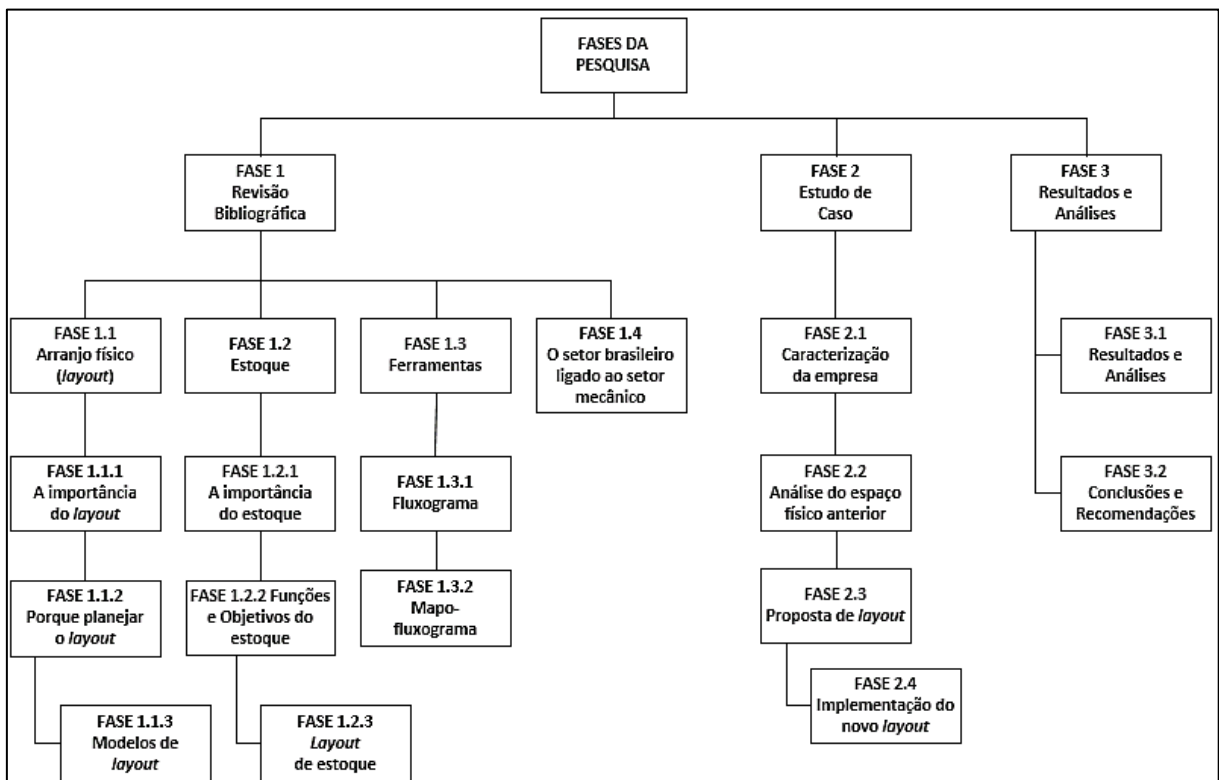 FASES DA
PESQUISA
FASE 1
Revisão
Bibliográfica
FASE 2
Estudo de
Caso
FASE 3
Resultados e
Análises
FASE 1.1
Arranjo físico
(layout)
FASE 1.2
Estoque
FASE 1.3
Ferramentas
FASE 1.4
O setor brasileiro
ligado ao setor
mecânico
FASE 2.1
Caracterização
da empresa
FASE 3.1
Resultados e
Análises
FASE 1.1.1
A importância
do layout
FASE 1.2.1
A importância
do estoque
FASE 1.3.1
Fluxograma
FASE 2.2
Análise do espaço
físico anterior
FASE 3.2
Conclusões e
Recomendações
FASE 1.1.2
Porque planejar
o layout
FASE 1.2.2 Funções
e Objetivos do
estoque
FASE 1.3.2
Mapo-
fluxograma
FASE 2.3
Proposta de layout
FASE 2.4
Implementação do
novo layout
FASE 1.1.3
Modelos de
layout
FASE 1.2.3
Layout
de estoque